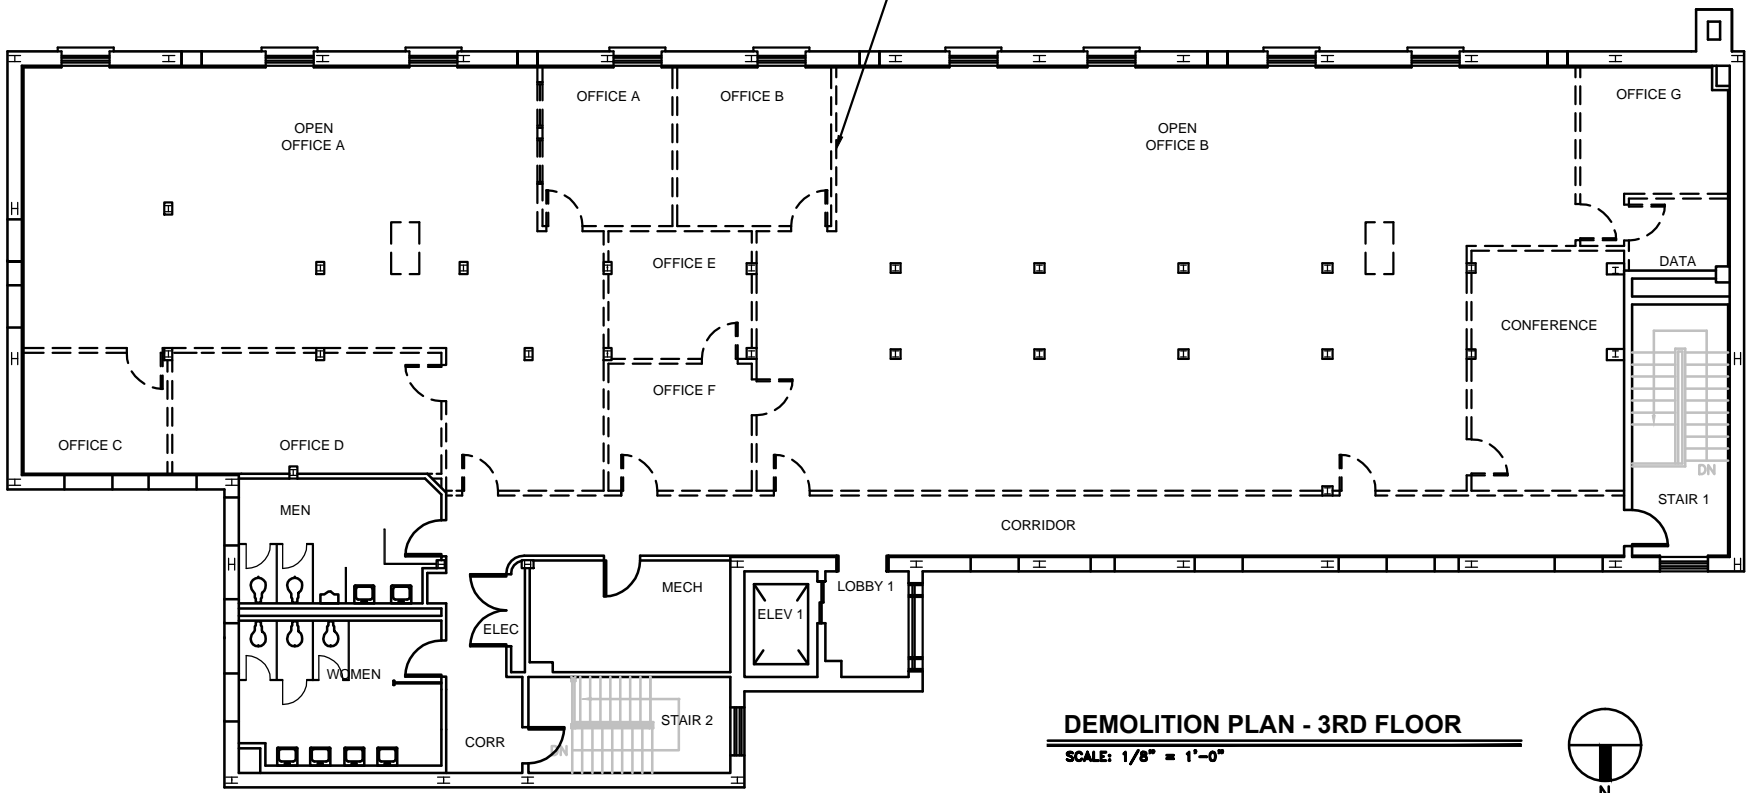 OFFICE A
OFFICE B
OFFICE G
OPEN
OFFICE A
OPEN
OFFICE B
OFFICE E
DATA
CONFERENCE
OFFICE F
OFFICE C
OFFICE D
DN
STAIR 1
MEN
CORRIDOR
MECH
LOBBY 1
ELEV 1
ELEC
WOMEN
STAIR 2
CORR
DN
DEMOLITION PLAN - 3RD FLOOR
SCALE: 1/8" = 1'-0"
N